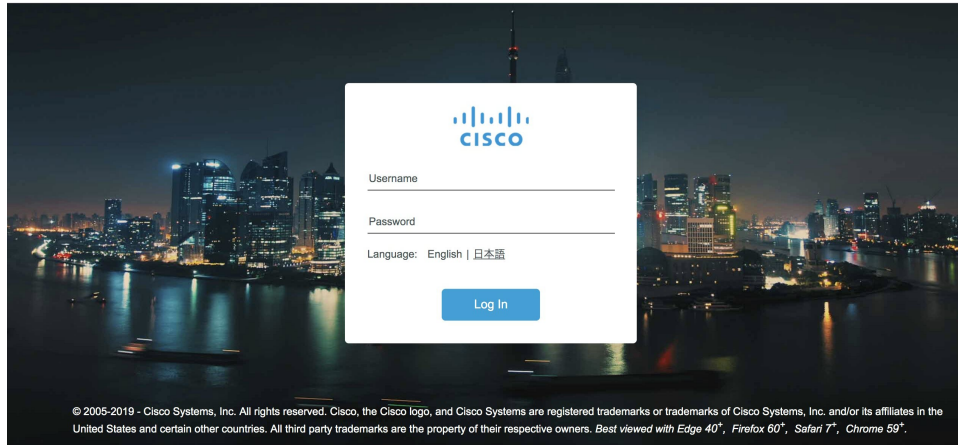 CISCO
Username
Password
Language: English | 日本語
Log In
© 2005-2019 - Cisco Systems, Inc. All rights reserved. Cisco, the Cisco logo, and Cisco Systems are registered trademarks or trademarks of Cisco Systems, Inc. and/or its affiliates in the
United States and certain other countries. All third party trademarks are the property of their respective owners. Best viewed with Edge 40+, Firefox 60+, Safari 7+, Chrome 59+.